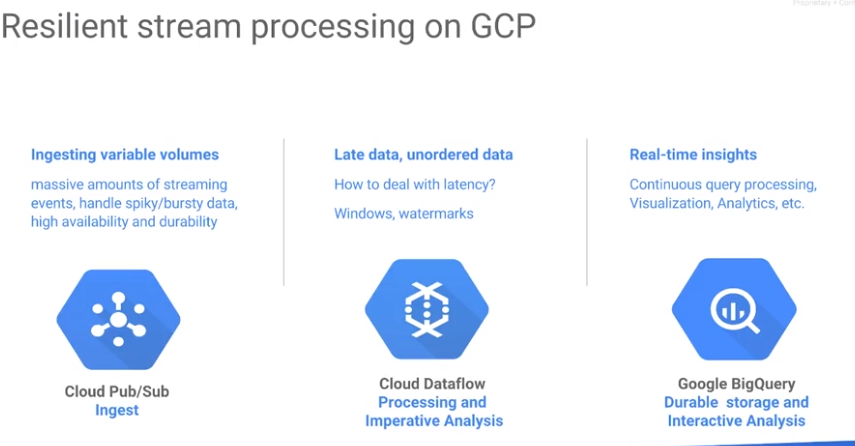 Proprietary + Conf
Resilient stream processing on GCP
Ingesting variable volumes
massive amounts of streaming
events, handle spiky/bursty data,
high availability and durability
Cloud Pub/Sub
Ingest
Late data, unordered data
How to deal with latency?
Windows, watermarks
Cloud Dataflow
Processing and
Imperative Analysis
Real-time insights
Continuous query processing,
Visualization, Analytics, etc.
Google BigQuery
Durable storage and
Interactive Analysis